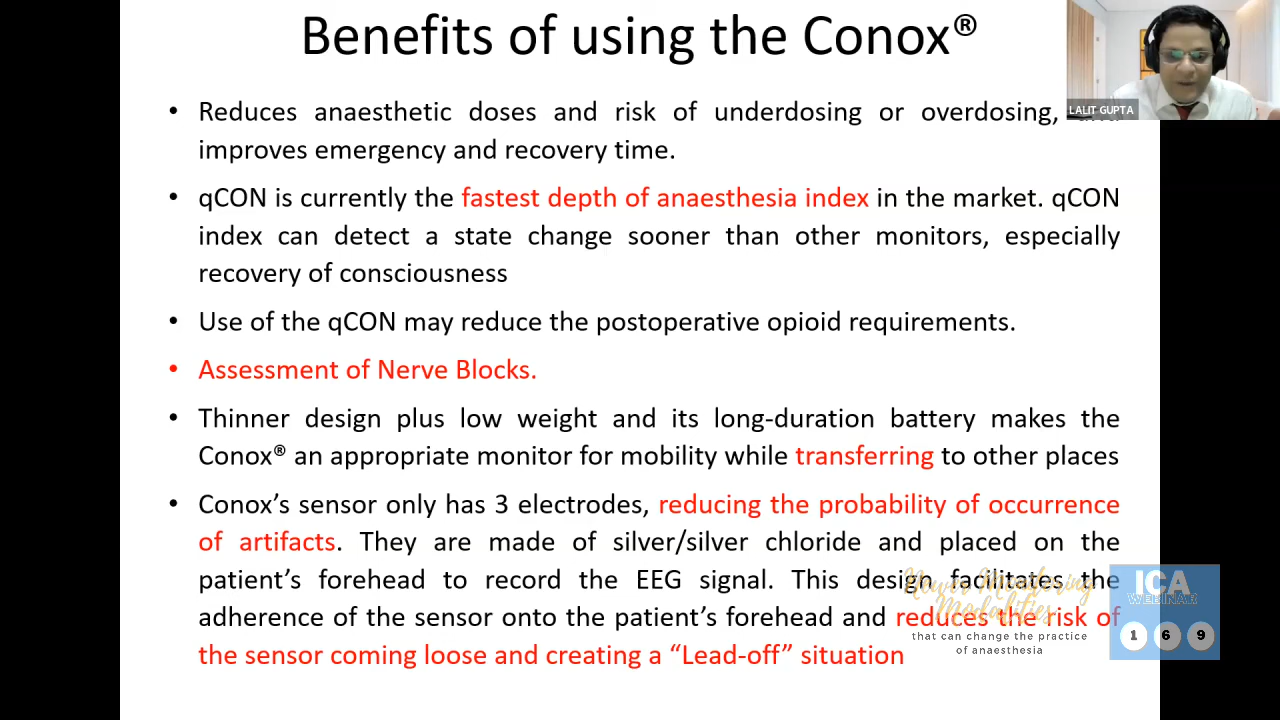 Benefits of using the Conox®
LALIT GUPTA
• Reduces anaesthetic doses and risk of underdosing or overdosing, and
improves emergency and recovery time.
• qCON is currently the fastest depth of anaesthesia index in the market. qCON
index can detect a state change sooner than other monitors, especially
recovery of consciousness
• Use of the qCON may reduce the postoperative opioid requirements.
• Assessment of Nerve Blocks.
• Thinner design plus low weight and its long-duration battery makes the
Conox® an appropriate monitor for mobility while transferring to other places
• Conox’s sensor only has 3 electrodes, reducing the probability of occurrence
of artifacts. They are made of silver/silver chloride and placed on the
patient’s forehead to record the EEG signal. This design facilitates the
adherence of the sensor onto the patient’s forehead and reduces the risk of
the sensor coming loose and creating a “Lead-off” situation
Monitoring
Modalities
that can change the practice
of anaesthesia
ICA
WEBINAR
1 6 9